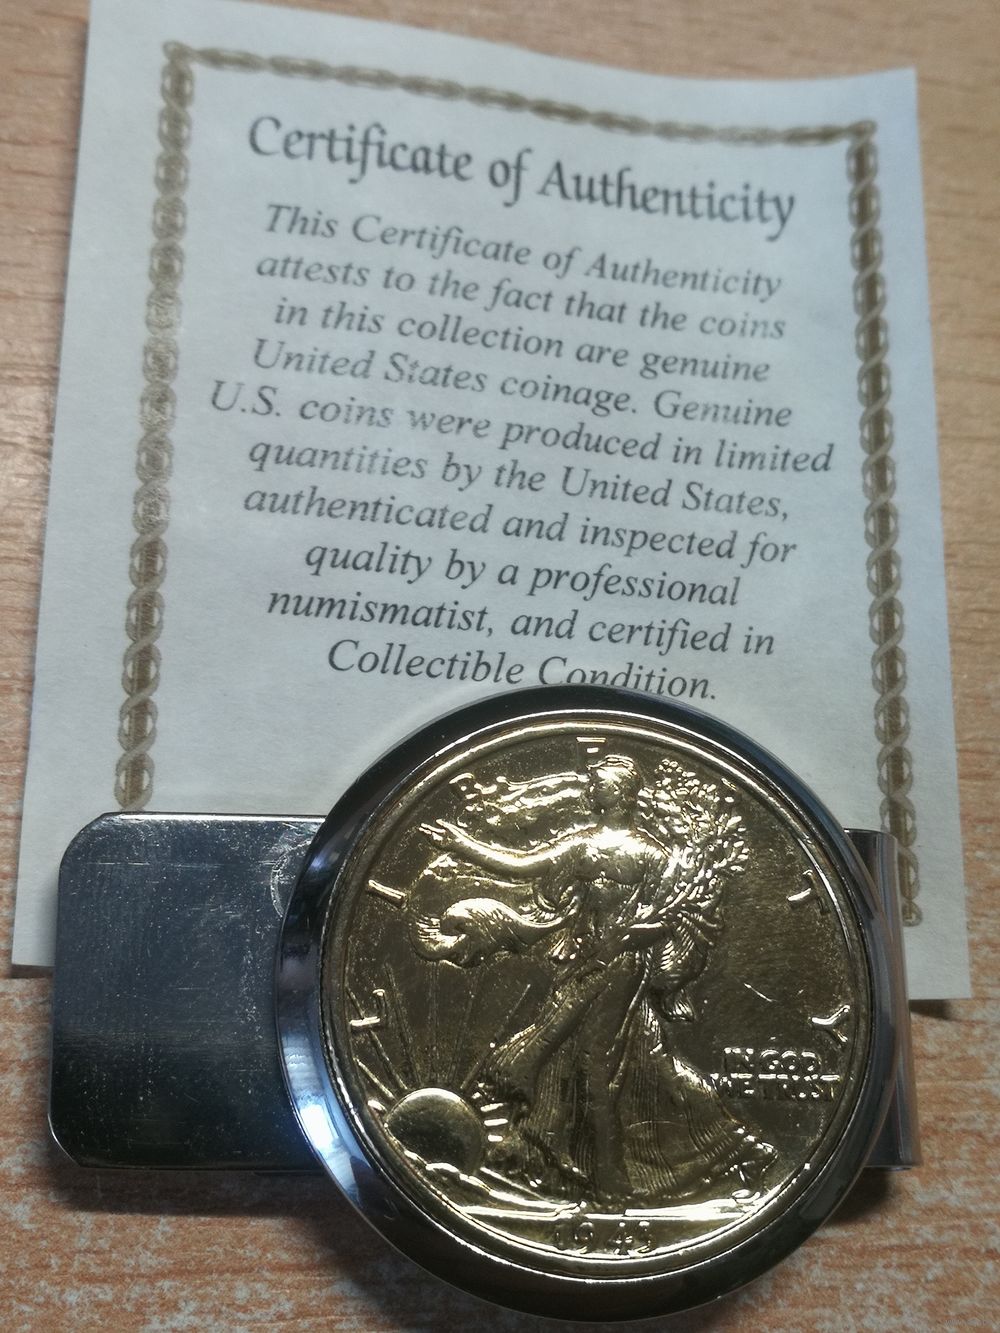 Certificate of Authenticity
This Certificate of Authenticity
attests to the fact that the coins
in this collection are genuine
United States coinage. Genuine
U.S. coins were produced in limited
quantities by the United States,
authenticated and inspected for
quality by a professional
numismatist, and certified in
Collectible Condition.
LIBERTY
IN GOD
WE TRUST
1943